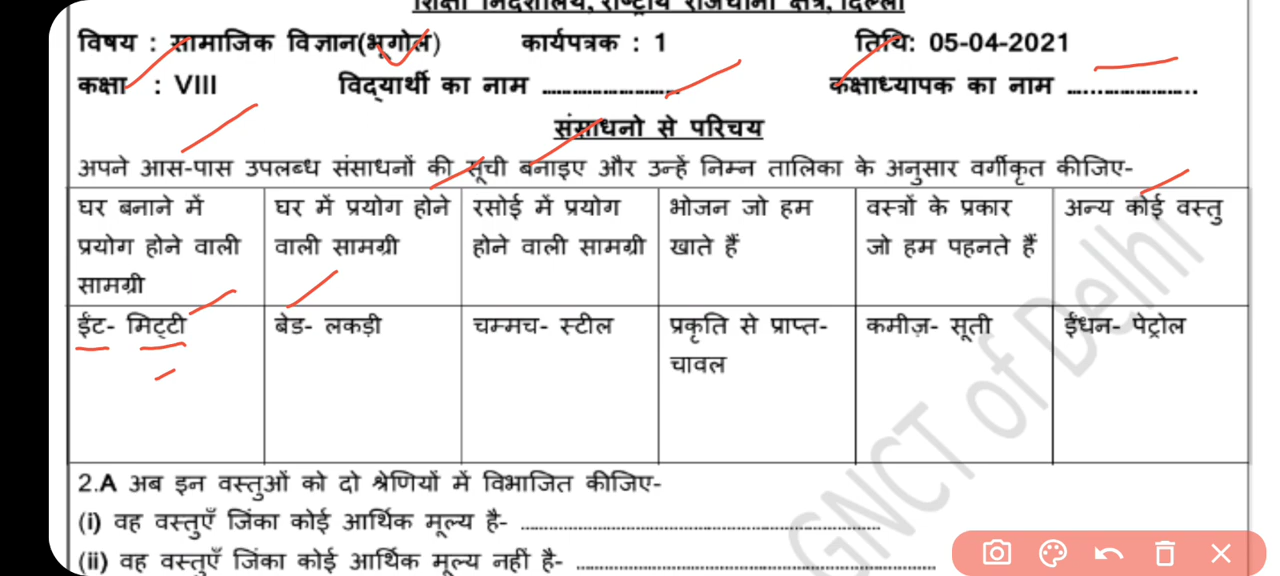 शिक्षा निदेशालय, राष्ट्रीय राजधानी क्षेत्र, दिल्ली
विषय : सामाजिक विज्ञान(भूगोल) कार्यपत्रक : 1 तिथि: 05-04-2021
कक्षा : VIII विद्यार्थी का नाम .......................... कक्षाध्यापक का नाम ........................
संसाधनो से परिचय
अपने आस-पास उपलब्ध संसाधनों की सूची बनाइए और उन्हें निम्न तालिका के अनुसार वर्गीकृत कीजिए-
घर बनाने में
प्रयोग होने वाली
सामग्री
घर में प्रयोग होने
वाली सामग्री
रसोई में प्रयोग
होने वाली सामग्री
भोजन जो हम
खाते हैं
वस्त्रों के प्रकार
जो हम पहनते हैं
अन्य कोई वस्तु
ईंट- मिट्टी
बेड- लकड़ी
चम्मच- स्टील
प्रकृति से प्राप्त-
चावल
कमीज़- सूती
ईंधन- पेट्रोल
2.A अब इन वस्तुओं को दो श्रेणियों में विभाजित कीजिए-
(i) वह वस्तुएँ जिंका कोई आर्थिक मूल्य है- ......................................................
(ii) वह वस्तुएँ जिंका कोई आर्थिक मूल्य नहीं है- ......................................................
GNCT of Delhi